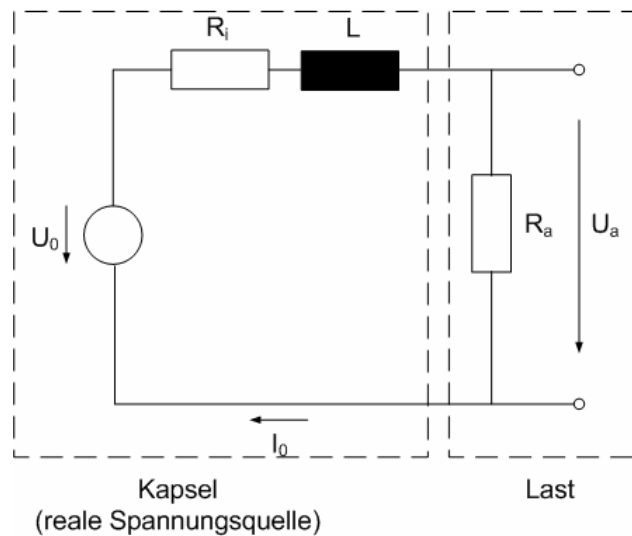 Rᵢ
L
U₀
Rₐ
Uₐ
I₀
Kapsel
(reale Spannungsquelle)
Last